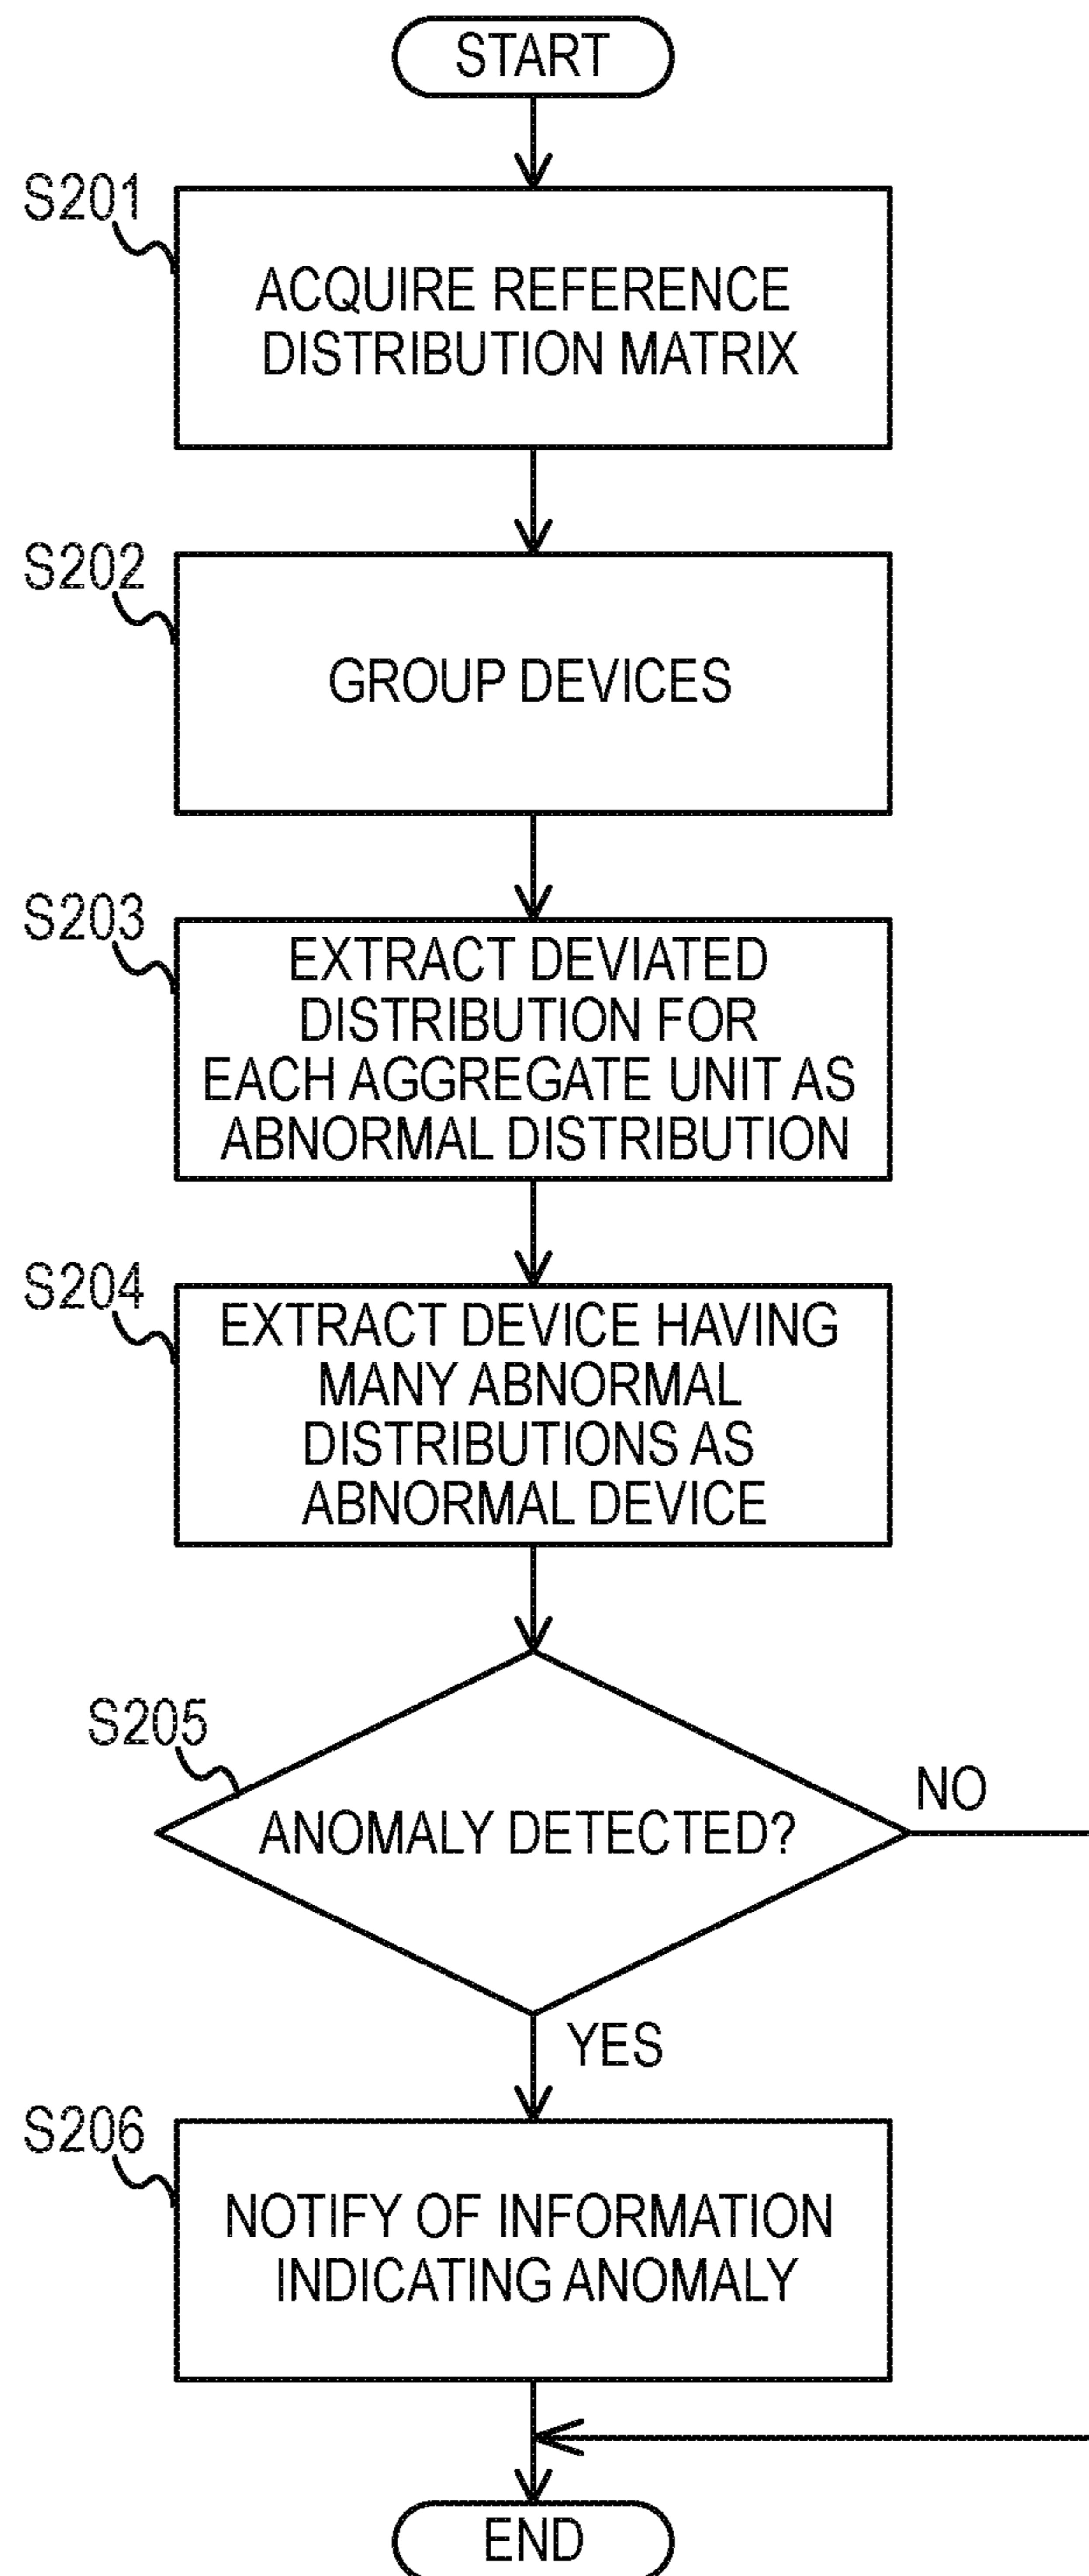 START
S201
ACQUIRE REFERENCE
DISTRIBUTION MATRIX
S202
GROUP DEVICES
S203
EXTRACT DEVIATED
DISTRIBUTION FOR
EACH AGGREGATE UNIT AS
ABNORMAL DISTRIBUTION
S204
EXTRACT DEVICE HAVING
MANY ABNORMAL
DISTRIBUTIONS AS
ABNORMAL DEVICE
S205
ANOMALY DETECTED?
NO
YES
S206
NOTIFY OF INFORMATION
INDICATING ANOMALY
END